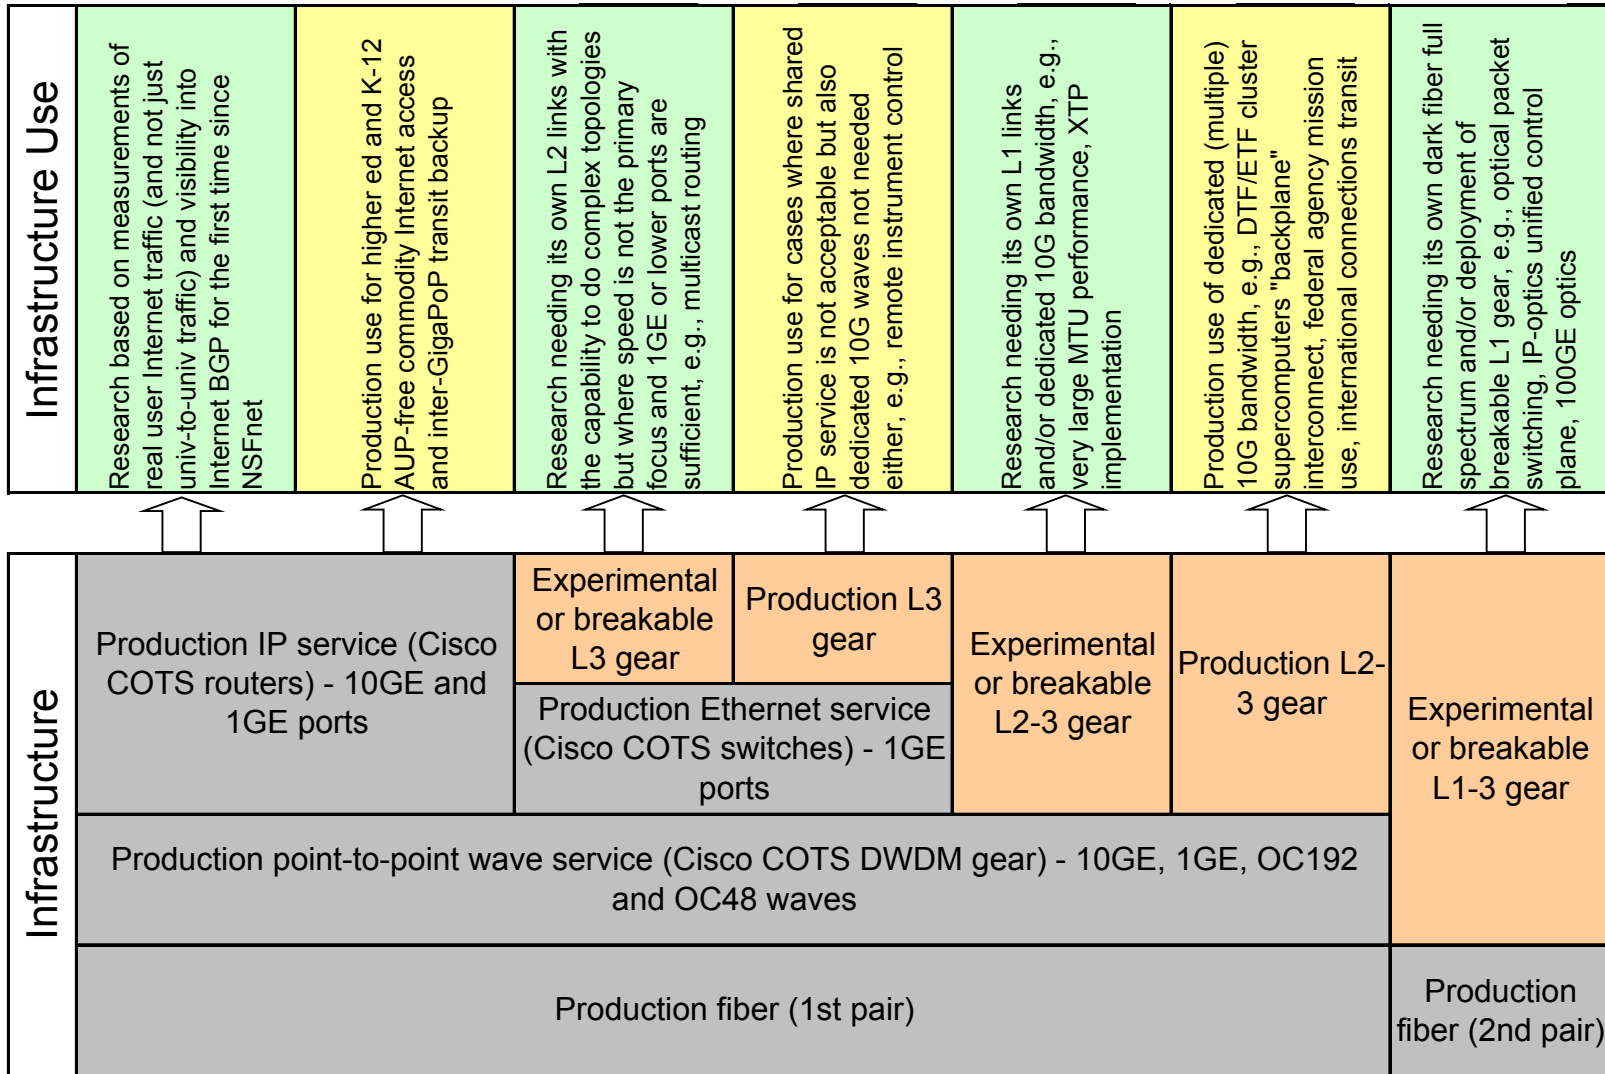 Infrastructure Use
Research based on measurements of
real user Internet traffic (and not just
univ-to-univ traffic) and visibility into
Internet BGP for the first time since
NSFnet
Production use for higher ed and K-12
AUP-free commodity Internet access
and inter-GigaPoP transit backup
Research needing its own L2 links with
the capability to do complex topologies
but where speed is not the primary
focus and 1GE or lower ports are
sufficient, e.g., multicast routing
Production use for cases where shared
IP service is not acceptable but also
dedicated 10G waves not needed
either, e.g., remote instrument control
Research needing its own L1 links
and/or dedicated 10G bandwidth, e.g.,
very large MTU performance, XTP
implementation
Production use of dedicated (multiple)
10G bandwidth, e.g., DTF/ETF cluster
supercomputers "backplane"
interconnect, federal agency mission
use, international connections transit
Research needing its own dark fiber full
spectrum and/or deployment of
breakable L1 gear, e.g., optical packet
switching, IP-optics unified control
plane, 100GE optics
Infrastructure
Production IP service (Cisco
COTS routers) - 10GE and
1GE ports
Experimental
or breakable
L3 gear
Production L3
gear
Production Ethernet service
(Cisco COTS switches) - 1GE
ports
Experimental
or breakable
L2-3 gear
Production L2-
3 gear
Experimental
or breakable
L1-3 gear
Production point-to-point wave service (Cisco COTS DWDM gear) - 10GE, 1GE, OC192
and OC48 waves
Production fiber (1st pair)
Production
fiber (2nd pair)